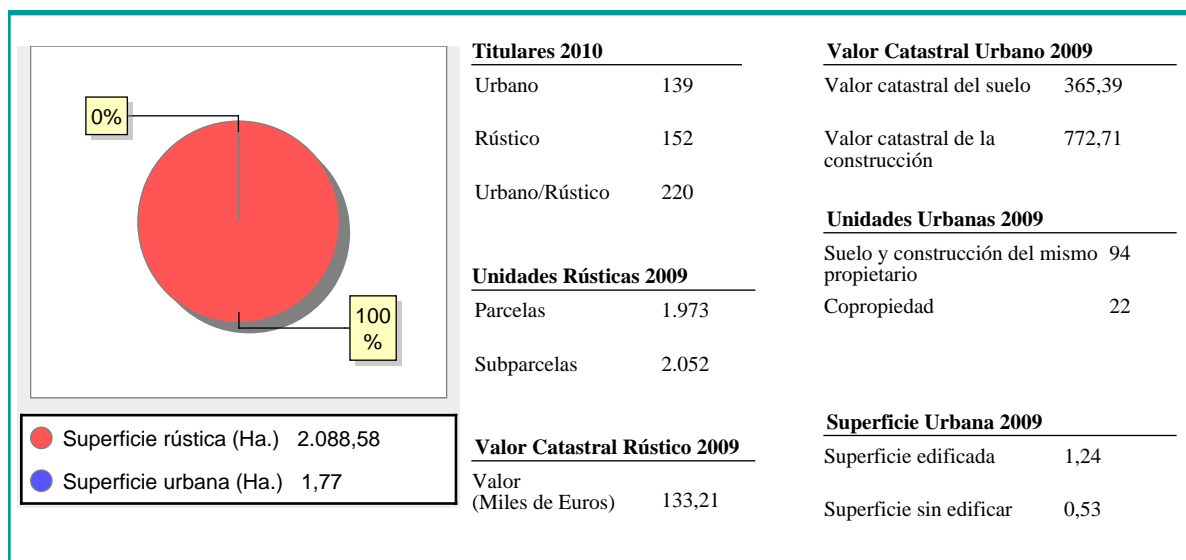 0%
100
%
Superficie rústica (Ha.) 2.088,58
Superficie urbana (Ha.) 1,77
Titulares 2010
Urbano 139
Rústico 152
Urbano/Rústico 220
Unidades Rústicas 2009
Parcelas 1.973
Subparcelas 2.052
Valor Catastral Rústico 2009
Valor
(Miles de Euros) 133,21
Valor Catastral Urbano 2009
Valor catastral del suelo 365,39
Valor catastral de la 772,71
construcción
Unidades Urbanas 2009
Suelo y construcción del mismo 94
propietario
Copropiedad 22
Superficie Urbana 2009
Superficie edificada 1,24
Superficie sin edificar 0,53